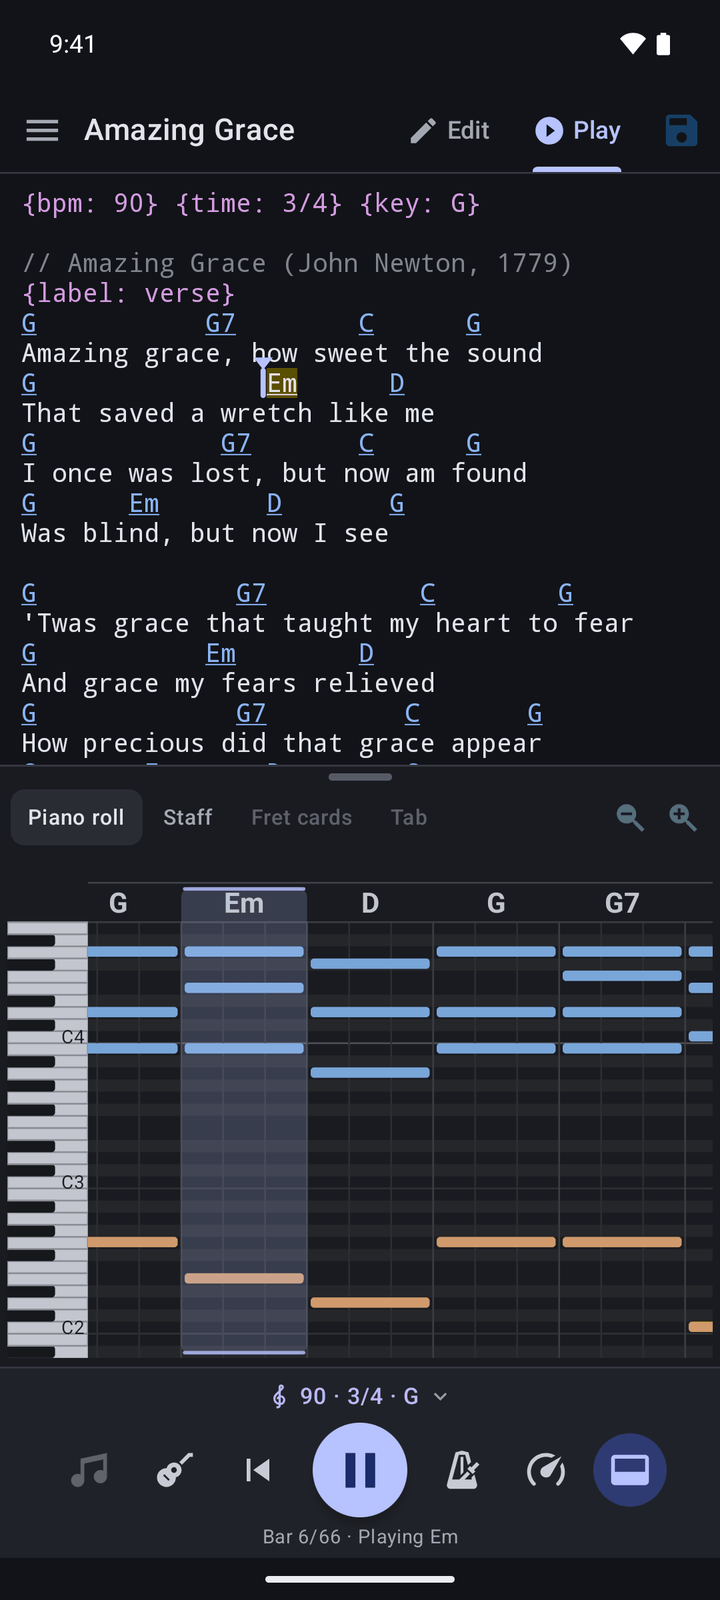 9:41
Amazing Grace Edit Play
{bpm: 90} {time: 3/4} {key: G}
// Amazing Grace (John Newton, 1779)
{label: verse}
G G7 C G
Amazing grace, how sweet the sound
G Em D
That saved a wretch like me
G G7 C G
I once was lost, but now am found
G Em D G
Was blind, but now I see
G G7 C G
'Twas grace that taught my heart to fear
G Em D
And grace my fears relieved
G G7 C G
How precious did that grace appear
Piano roll Staff Fret cards Tab
G Em D G G7
C4
C3
C2
90 · 3/4 · G
Bar 6/66 · Playing Em